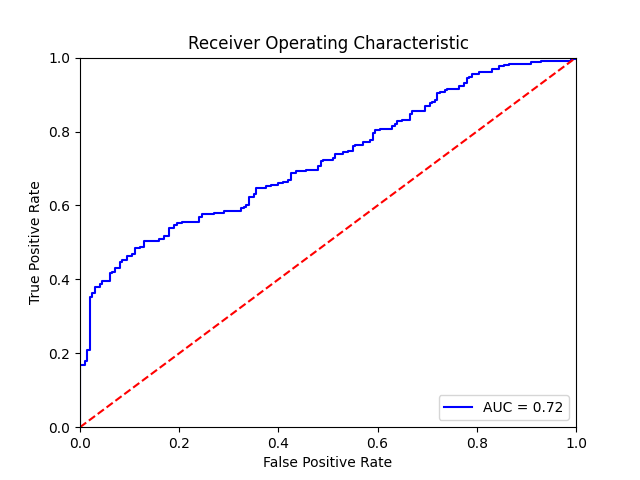 Receiver Operating Characteristic
1.0
0.8
0.6
0.4
0.2
0.0
True Positive Rate
AUC = 0.72
0.0 0.2 0.4 0.6 0.8 1.0
False Positive Rate